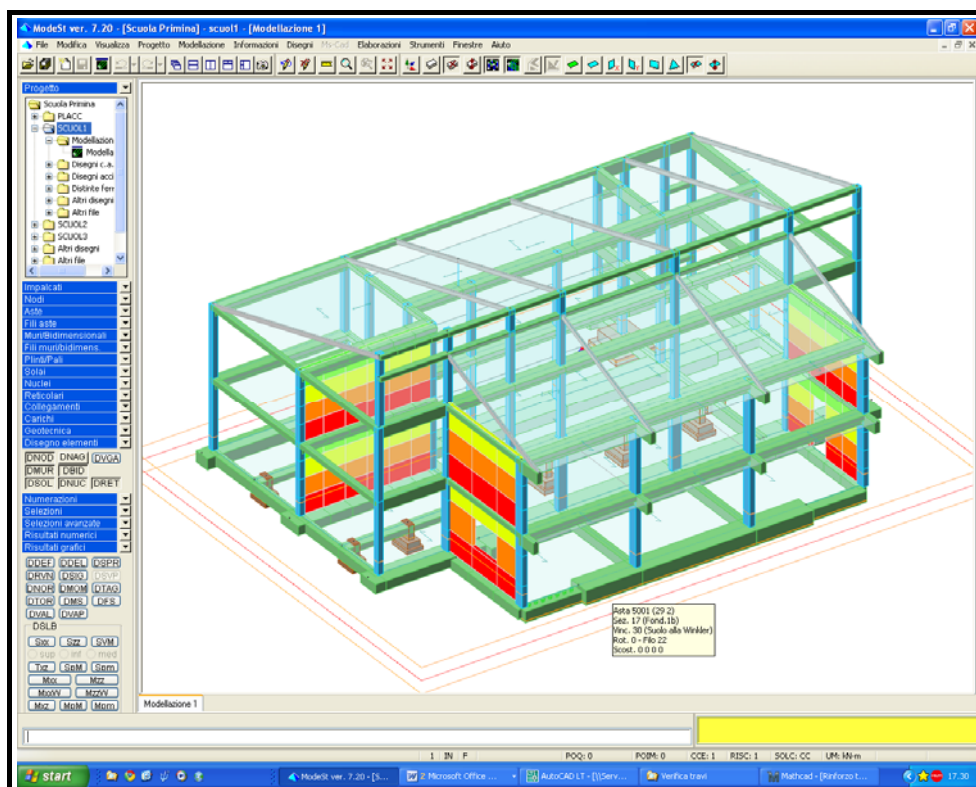 ModeSt ver. 7.20 - [Scuola Primina] - scuol1 - [Modellazione 1]
File Modifica Visualizza Progetto Modellazione Informazioni Disegni Ms-Cad Elaborazioni Strumenti Finestre Aiuto
Progetto
Scuola Primina
PLACC
SCUOL1
Modellazion
Modella
Disegni c.a.
Disegni acci
Distinte ferr
Altri disegni
Altri file
SCUOL2
SCUOL3
Altri disegni
Altri file
Impalcati
Nodi
Aste
Fili aste
Muri/Bidimensionali
Fili muri/bidimens.
Plinti/Pali
Solai
Nuclei
Reticolari
Collegamenti
Carichi
Geotecnica
Disegno elementi
DNOD DNAG DVGA
DMUR DBID
DSOL DNUC DRET
Numerazioni
Selezioni
Selezioni avanzate
Risultati numerici
Risultati grafici
DDEF DDEL DSPR
DRVN DSIG DSVP
DNOR DMOM DTAG
DTOR DMS DFS
DVAL DVAP
DSLB
Sxx Szz SVM
sup inf med
Txz SpM Spm
Mxx Mzz
MxxW MzzW
Mxz MpM Mpm
Asta 5001 (29 2)
Sez. 17 (Fond.1b)
Vinc. 30 (Suolo alla Winkler)
Rot. 0 - Filo 22
Scost. 0 0 0 0
Modellazione 1
1 IN F POQ: 0 POIM: 0 CCE: 1 RISC: 1 SOLC: CC UM: kN-m
start ModeSt ver. 7.20 - [S... 2 Microsoft Office ... AutoCAD LT - [\\Serv... Verifica travi Mathcad - [Rinforzo t... 17.30